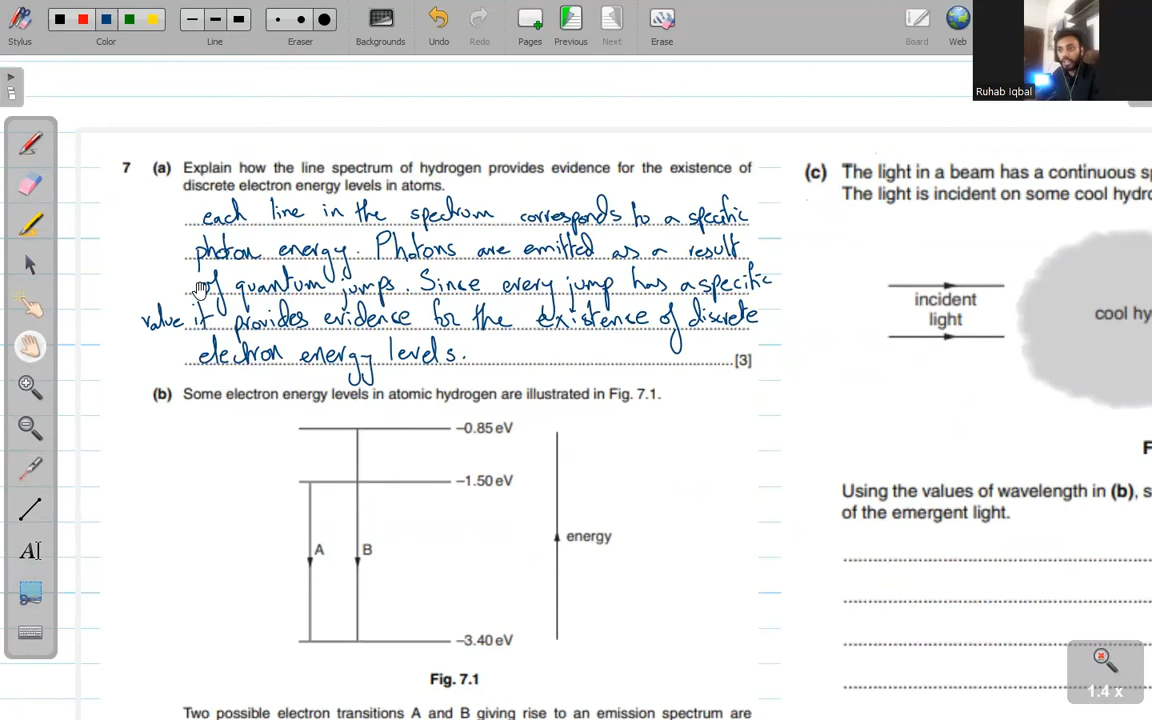 Stylus
Color
Line
Eraser
Backgrounds
Undo
Redo
Pages
Previous
Next
Erase
Board
Web
Ruhab Iqbal
7 (a) Explain how the line spectrum of hydrogen provides evidence for the existence of
discrete electron energy levels in atoms.
each line in the spectrum corresponds to a specific
photon energy. Photons are emitted as a result
of quantum jumps. Since every jump has a specific
value it provides evidence for the existence of discrete
electron energy levels.
[3]
(b) Some electron energy levels in atomic hydrogen are illustrated in Fig. 7.1.
–0.85 eV
–1.50 eV
A
B
energy
–3.40 eV
Fig. 7.1
Two possible electron transitions A and B giving rise to an emission spectrum are
(c) The light in a beam has a continuous sp
The light is incident on some cool hydro
incident
light
cool hy
F
Using the values of wavelength in (b), s
of the emergent light.
AI
1.4 x